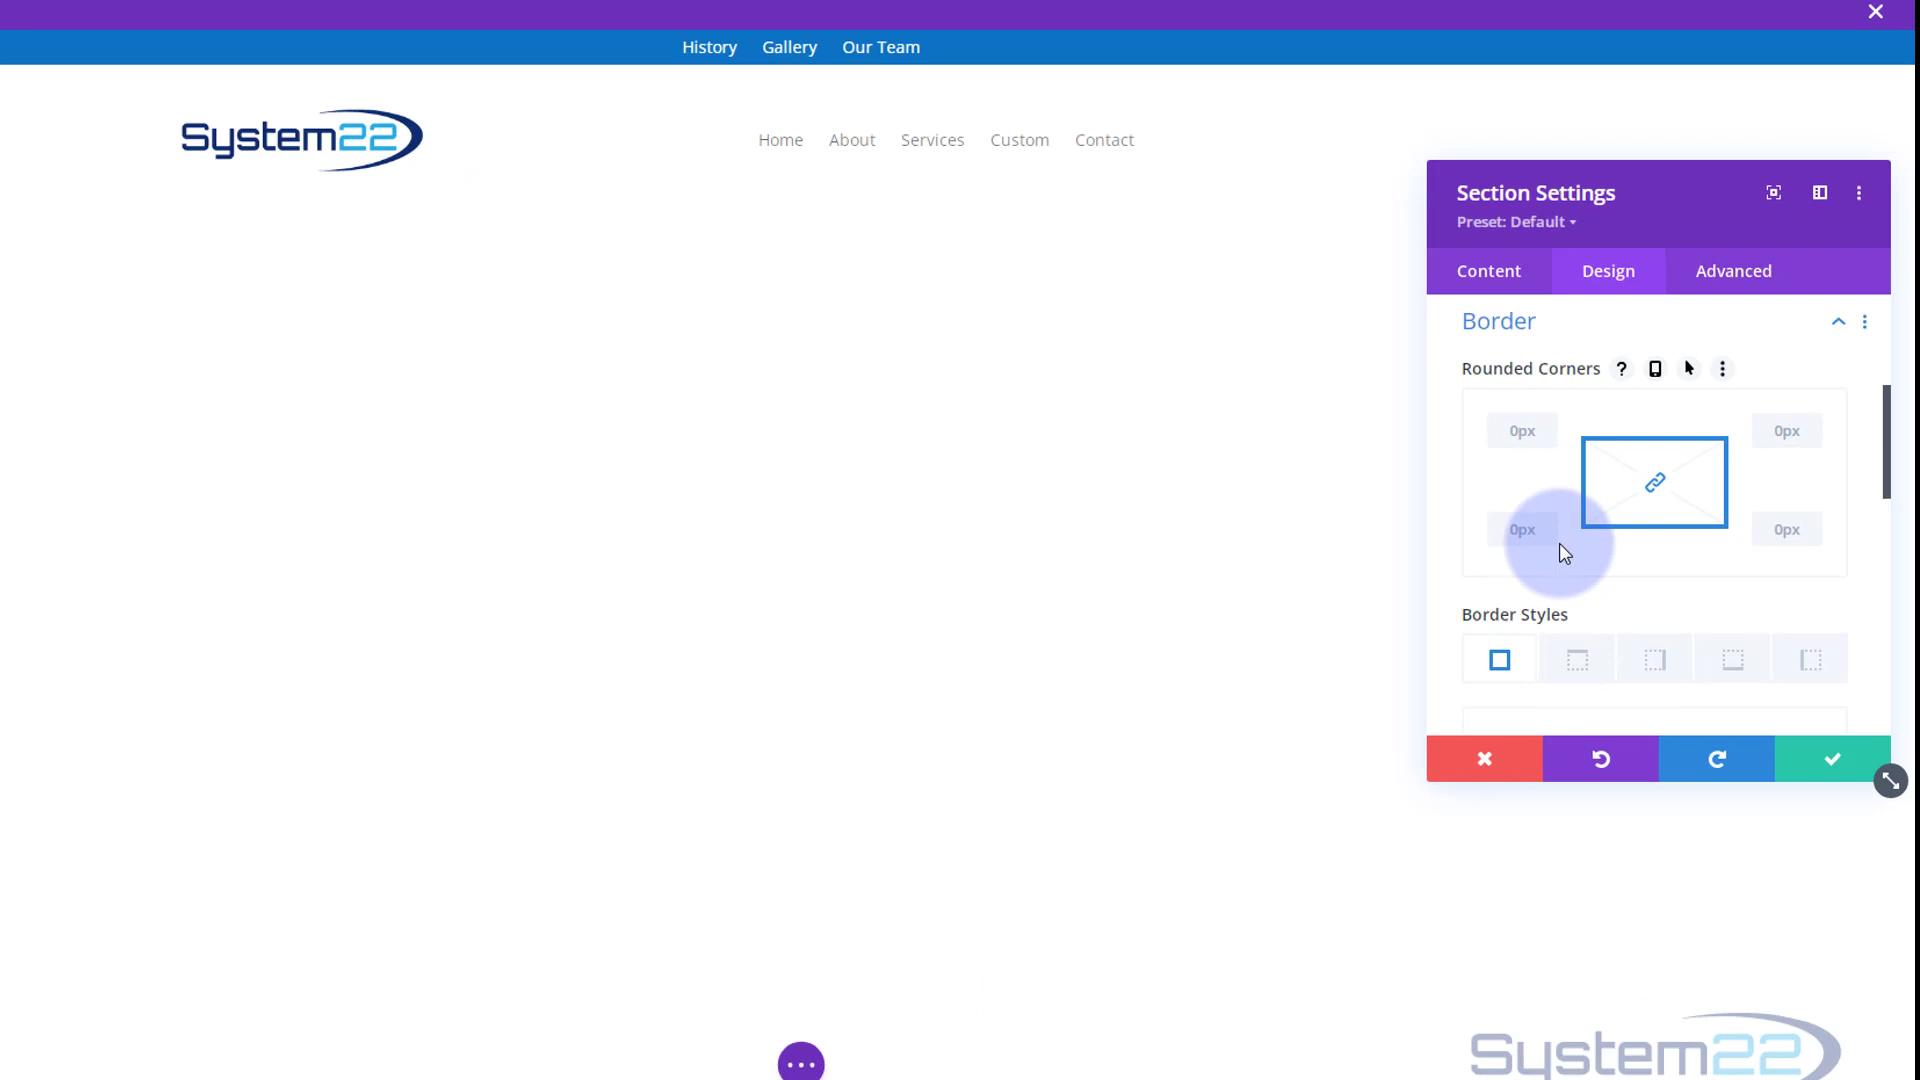 History Gallery Our Team
System22
Home About Services Custom Contact
Section Settings
Preset: Default
Content Design Advanced
Border
Rounded Corners ?
0px 0px
0px 0px
Border Styles
System22